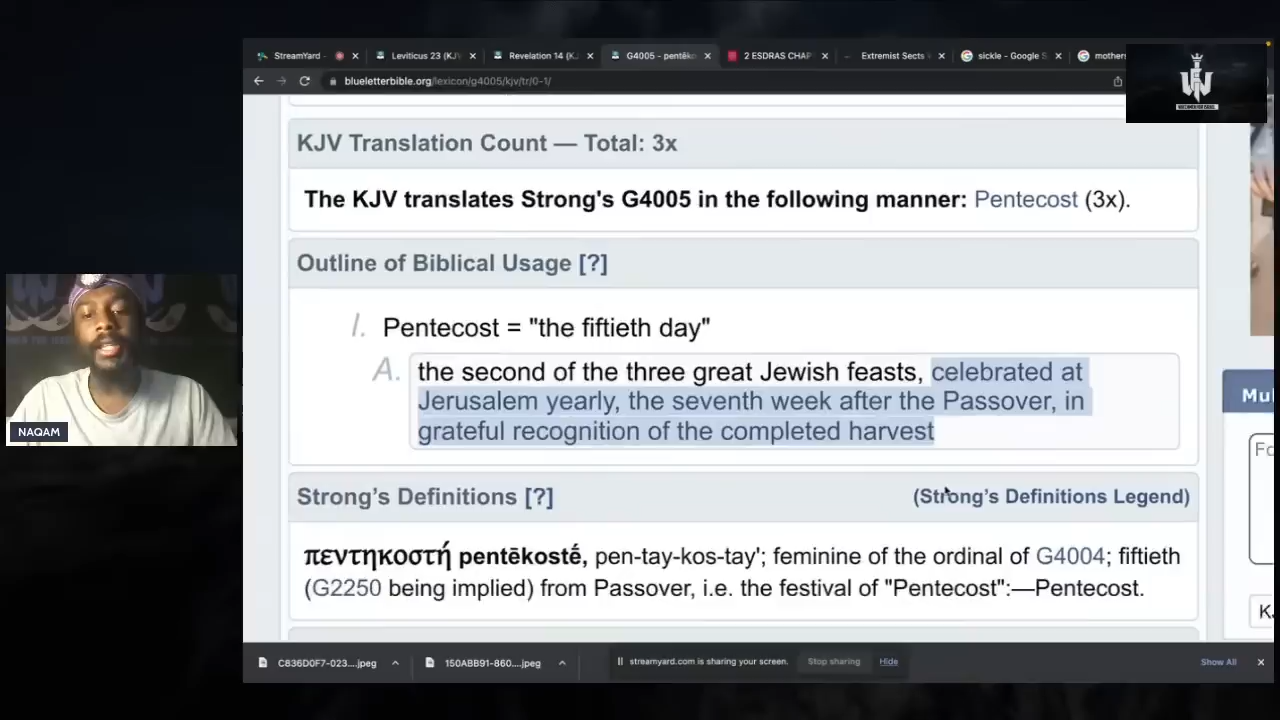 StreamYard -
Leviticus 23 (KJV
Revelation 14 (K.
G4005 - pentēko
2 ESDRAS CHAP
Extremist Sects
sickle - Google S
mother
blueletterbible.org/lexicon/g4005/kjv/tr/0-1/
WATCHMEN FOR ISRAEL
KJV Translation Count — Total: 3x
The KJV translates Strong's G4005 in the following manner: Pentecost (3x).
Outline of Biblical Usage [?]
I. Pentecost = "the fiftieth day"
A. the second of the three great Jewish feasts, celebrated at
Jerusalem yearly, the seventh week after the Passover, in
grateful recognition of the completed harvest
Mul
Fo
NAQAM
Strong’s Definitions [?]
(Strong’s Definitions Legend)
πεντηκοστή pentēkostḗ, pen-tay-kos-tay'; feminine of the ordinal of G4004; fiftieth
(G2250 being implied) from Passover, i.e. the festival of "Pentecost":—Pentecost.
KJ
C836D0F7-023....jpeg
150ABB91-860....jpeg
streamyard.com is sharing your screen.
Stop sharing
Hide
Show All